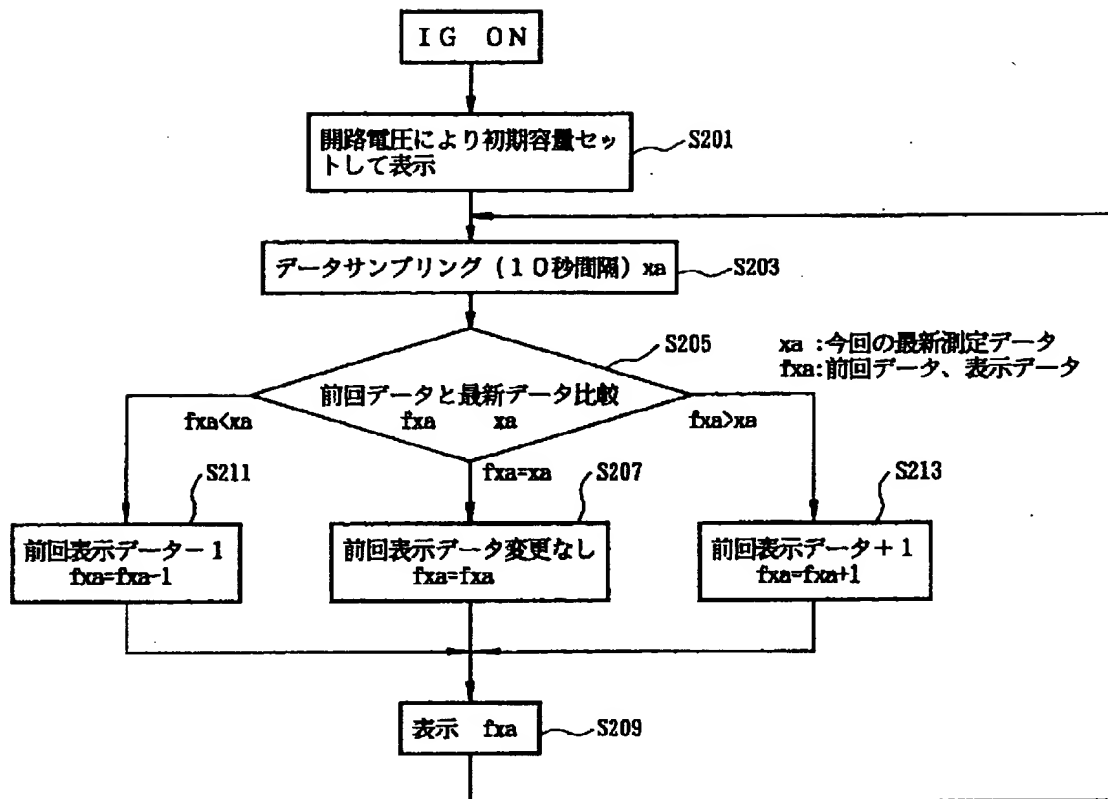 IG ON
開路電圧により初期容量セッ
トして表示
S201
データサンプリング(10秒間隔)xa
S203
S205
xa :今回の最新測定データ
fxa:前回データ、表示データ
前回データと最新データ比較
fxa xa
fxa<xa
fxa>xa
fxa=xa
S211
S207
S213
前回表示データ-1
fxa=fxa-1
前回表示データ変更なし
fxa=fxa
前回表示データ+1
fxa=fxa+1
表示 fxa
S209